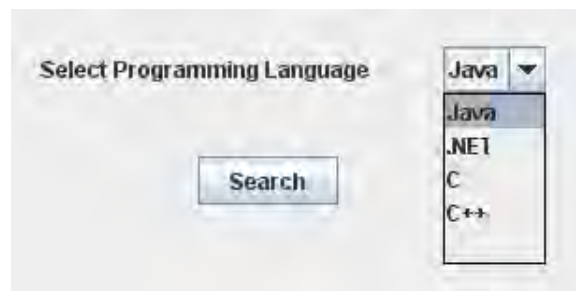 Select Programming Language Java
Java
.NET
Search
C
C++